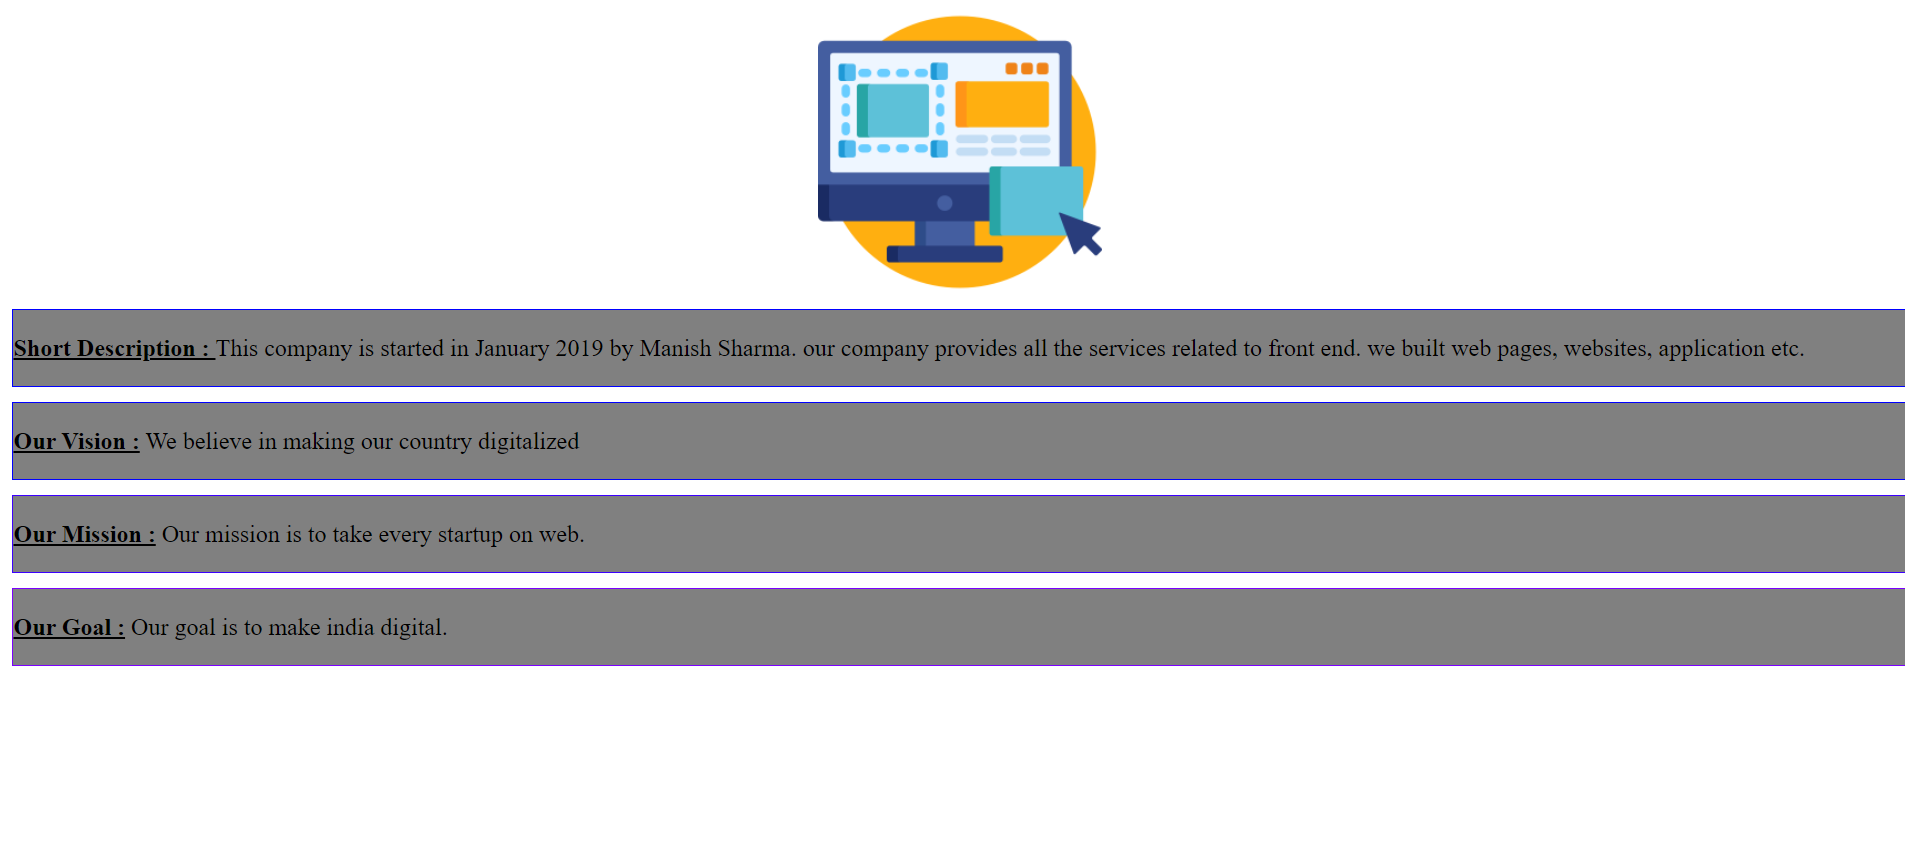 Short Description : This company is started in January 2019 by Manish Sharma. our company provides all the services related to front end. we built web pages, websites, application etc.
Our Vision : We believe in making our country digitalized
Our Mission : Our mission is to take every startup on web.
Our Goal : Our goal is to make india digital.